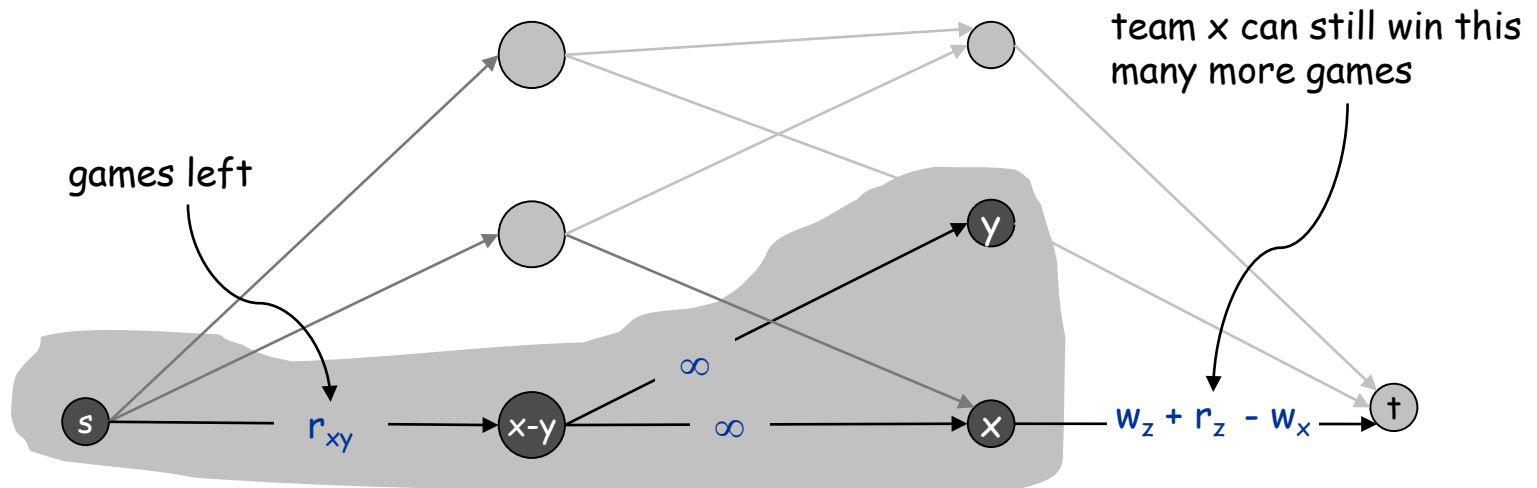 team x can still win this
many more games
games left
y
∞
s
r_xy
x-y
∞
x
w_z + r_z - w_x
t